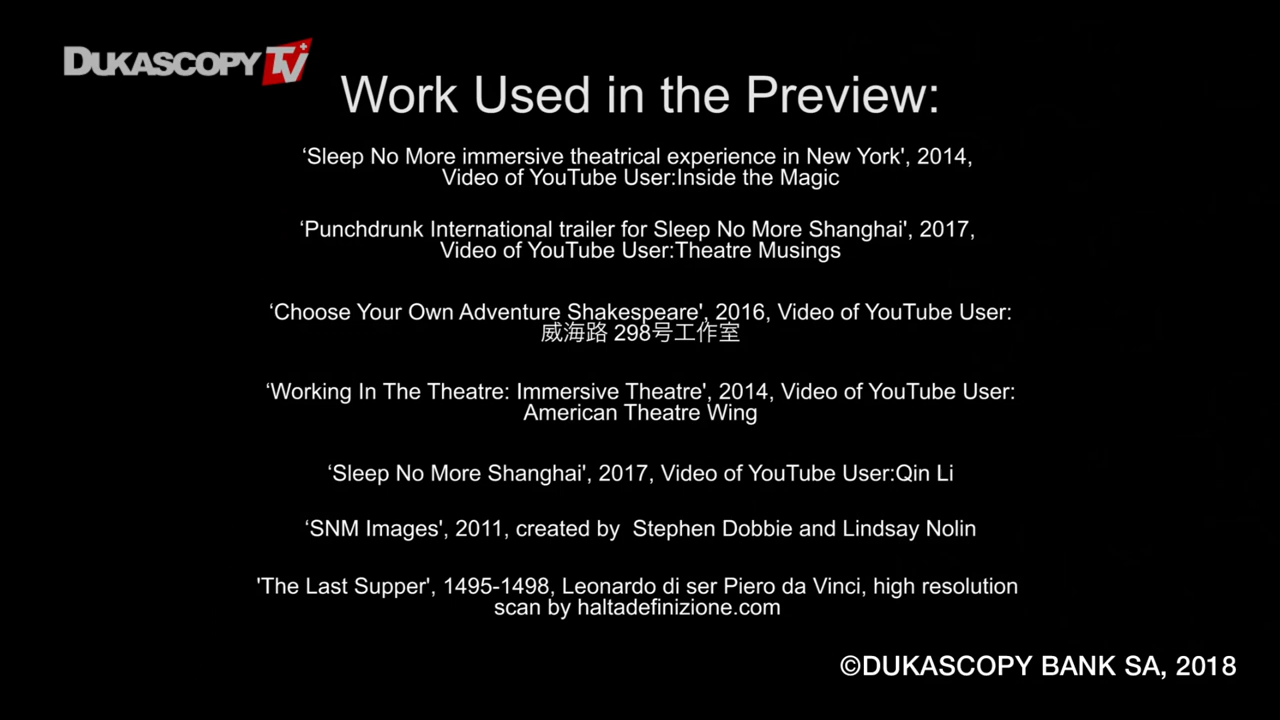 DUKASCOPY TV
Work Used in the Preview:
‘Sleep No More immersive theatrical experience in New York', 2014,
Video of YouTube User:Inside the Magic
‘Punchdrunk International trailer for Sleep No More Shanghai', 2017,
Video of YouTube User:Theatre Musings
‘Choose Your Own Adventure Shakespeare', 2016, Video of YouTube User:
威海路 298号工作室
‘Working In The Theatre: Immersive Theatre', 2014, Video of YouTube User:
American Theatre Wing
‘Sleep No More Shanghai', 2017, Video of YouTube User:Qin Li
‘SNM Images', 2011, created by  Stephen Dobbie and Lindsay Nolin
'The Last Supper', 1495-1498, Leonardo di ser Piero da Vinci, high resolution
scan by haltadefinizione.com
©DUKASCOPY BANK SA, 2018